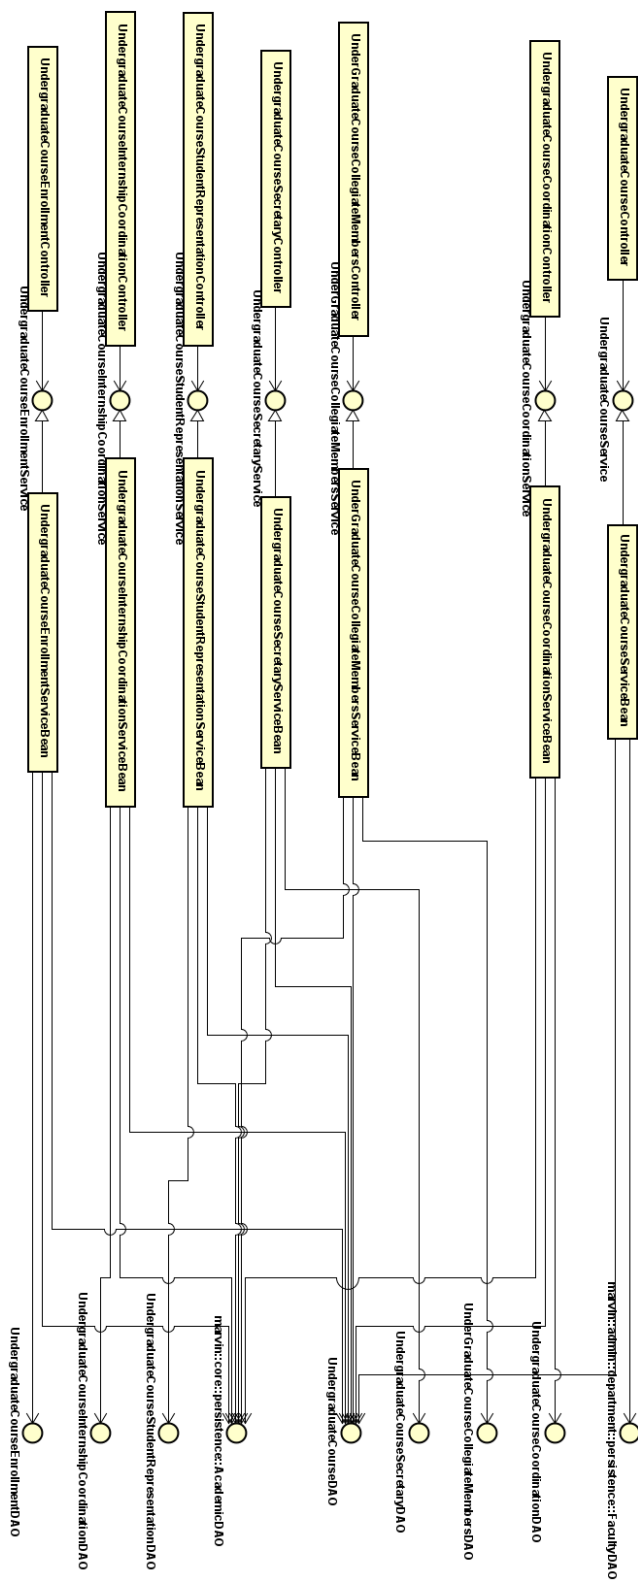 UndergraduateCourseEnrollmentController
UndergraduateCourseInternshipCoordinationController
UndergraduateCourseStudentRepresentationController
UndergraduateCourseSecretaryController
UnderGraduateCourseCollegiateMembersController
UndergraduateCourseCoordinationController
UndergraduateCourseController
UndergraduateCourseEnrollmentService
UndergraduateCourseInternshipCoordinationService
UndergraduateCourseStudentRepresentationService
UndergraduateCourseSecretaryService
UnderGraduateCourseCollegiateMembersService
UndergraduateCourseCoordinationService
UndergraduateCourseService
UndergraduateCourseEnrollmentServiceBean
UndergraduateCourseInternshipCoordinationServiceBean
UndergraduateCourseStudentRepresentationServiceBean
UndergraduateCourseSecretaryServiceBean
UnderGraduateCourseCollegiateMembersServiceBean
UndergraduateCourseCoordinationServiceBean
UndergraduateCourseServiceBean
UndergraduateCourseEnrollmentDAO
UndergraduateCourseInternshipCoordinationDAO
UndergraduateCourseStudentRepresentationDAO
marvin::core::persistence::AcademicDAO
UndergraduateCourseDAO
UndergraduateCourseSecretaryDAO
UnderGraduateCourseCollegiateMembersDAO
UndergraduateCourseCoordinationDAO
marvin::admin::department::persistence::FacultyDAO